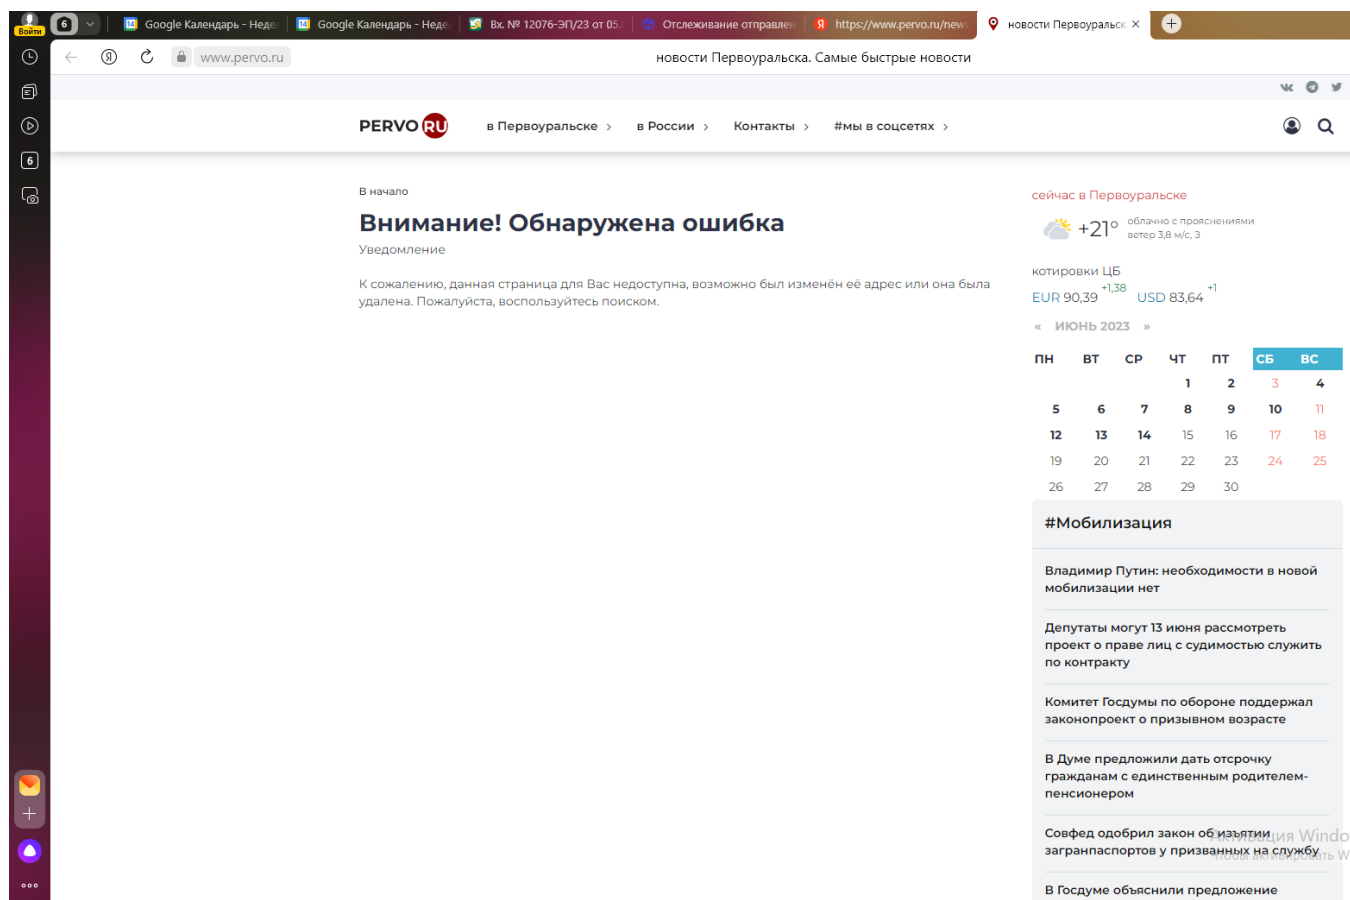 Войти
6
Google Календарь - Неде
Google Календарь - Неде
Вх. № 12076-ЭП/23 от 05.
Отслеживание отправлен
https://www.pervo.ru/new
новости Первоуральск
www.pervo.ru
новости Первоуральска. Самые быстрые новости
6
PERVO RU
в Первоуральске
в России
Контакты
#мы в соцсетях
В начало
Внимание! Обнаружена ошибка
Уведомление
К сожалению, данная страница для Вас недоступна, возможно был изменён её адрес или она была
удалена. Пожалуйста, воспользуйтесь поиском.
сейчас в Первоуральске
+21°
облачно с прояснениями
ветер 3,8 м/с, З
котировки ЦБ
EUR 90,39 +1,38 USD 83,64 +1
« ИЮНЬ 2023 »
ПН ВТ СР ЧТ ПТ СБ ВС
1 2 3 4
5 6 7 8 9 10 11
12 13 14 15 16 17 18
19 20 21 22 23 24 25
26 27 28 29 30
#Мобилизация
Владимир Путин: необходимости в новой
мобилизации нет
Депутаты могут 13 июня рассмотреть
проект о праве лиц с судимостью служить
по контракту
Комитет Госдумы по обороне поддержал
законопроект о призывном возрасте
В Думе предложили дать отсрочку
гражданам с единственным родителем-
пенсионером
Совфед одобрил закон об изъятии
загранпаспортов у призванных на службу
Активация Windo
Чтобы активировать W
В Госдуме объяснили предложение